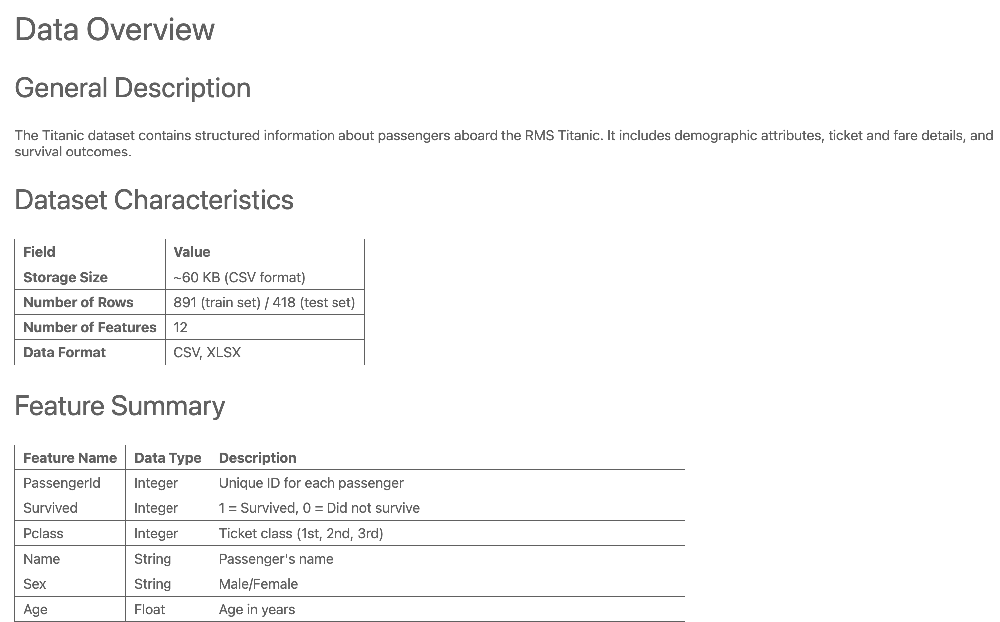 Data Overview
General Description
The Titanic dataset contains structured information about passengers aboard the RMS Titanic. It includes demographic attributes, ticket and fare details, and
survival outcomes.
Dataset Characteristics
Field Value
Storage Size ~60 KB (CSV format)
Number of Rows 891 (train set) / 418 (test set)
Number of Features 12
Data Format CSV, XLSX
Feature Summary
Feature Name Data Type Description
PassengerId Integer Unique ID for each passenger
Survived Integer 1 = Survived, 0 = Did not survive
Pclass Integer Ticket class (1st, 2nd, 3rd)
Name String Passenger's name
Sex String Male/Female
Age Float Age in years